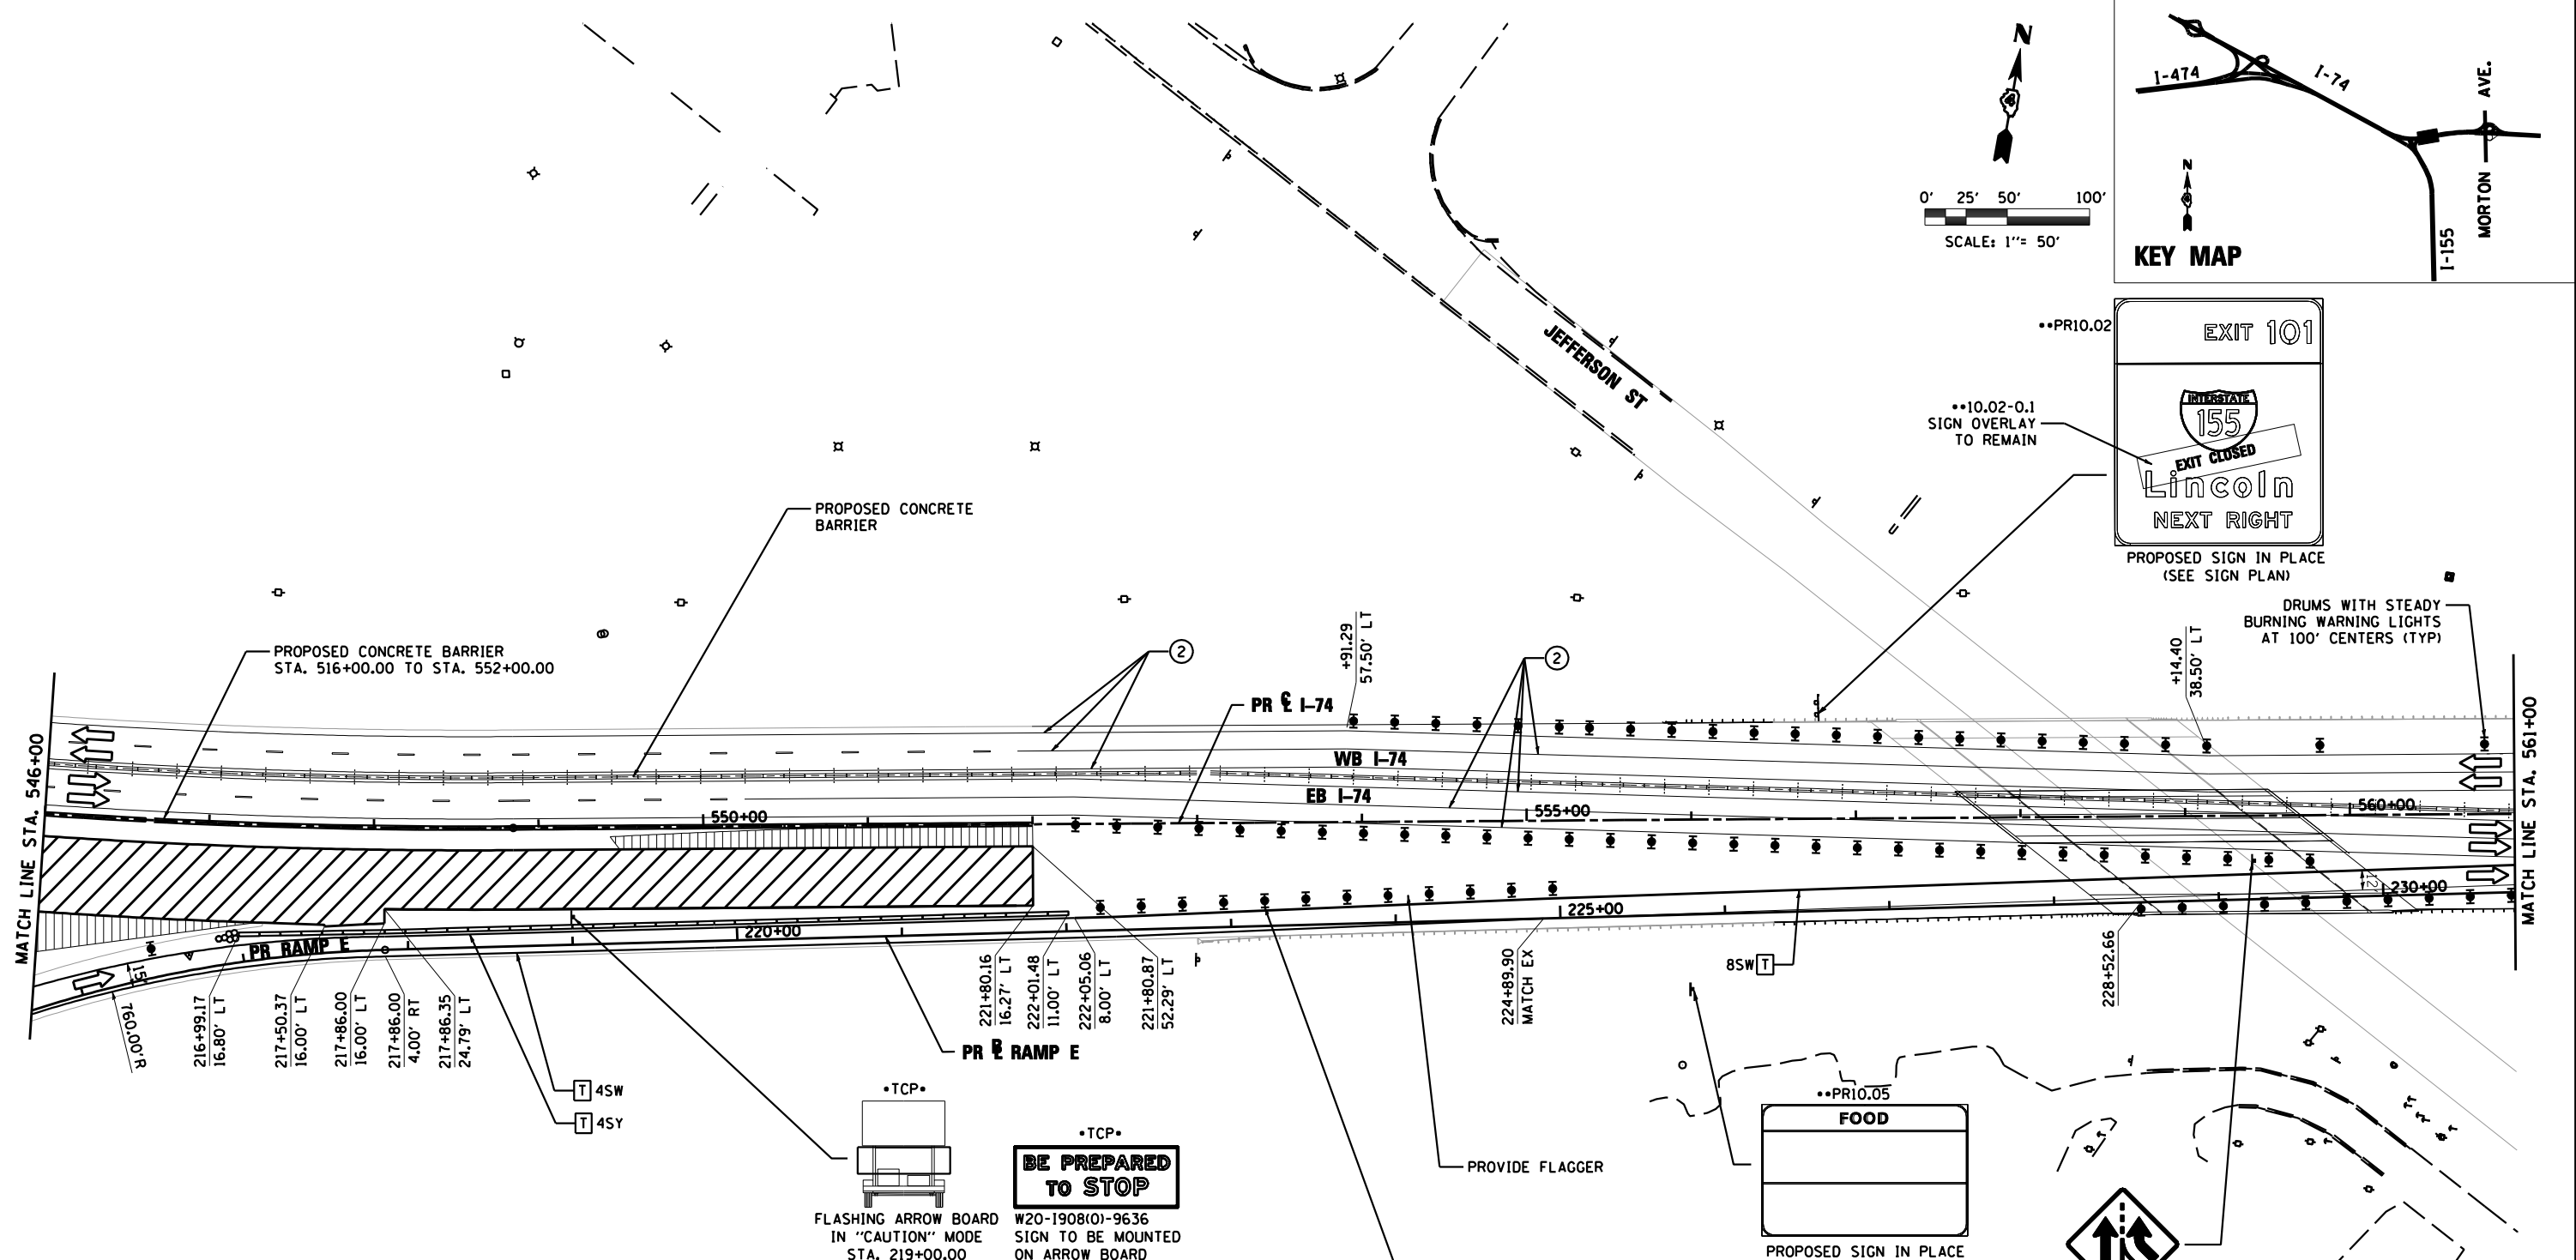 N
0' 25' 50' 100'
SCALE: 1''= 50'
I-474
I-74
AVE.
MORTON
I-155
N
KEY MAP
JEFFERSON ST
••PR10.02
EXIT 101
INTERSTATE
155
EXIT CLOSED
Lincoln
NEXT RIGHT
••10.02-0.1
SIGN OVERLAY
TO REMAIN
PROPOSED SIGN IN PLACE
(SEE SIGN PLAN)
PROPOSED CONCRETE
BARRIER
DRUMS WITH STEADY
BURNING WARNING LIGHTS
AT 100' CENTERS (TYP)
PROPOSED CONCRETE BARRIER
STA. 516+00.00 TO STA. 552+00.00
2
2
+91.29
57.50' LT
+14.40
38.50' LT
PR ℄ I-74
WB I-74
EB I-74
550+00
555+00
560+00
MATCH LINE STA. 546+00
MATCH LINE STA. 561+00
PR RAMP E
15'
760.00'R
220+00
225+00
230+00
12'
216+99.17
16.80' LT
217+50.37
16.00' LT
217+86.00
16.00' LT
217+86.00
4.00' RT
217+86.35
24.79' LT
221+80.16
16.27' LT
222+01.48
11.00' LT
222+05.06
8.00' LT
221+80.87
52.29' LT
224+89.90
MATCH EX
8SW T
228+52.66
PR BL RAMP E
T 4SW
T 4SY
•TCP•
FLASHING ARROW BOARD
IN "CAUTION" MODE
STA. 219+00.00
•TCP•
BE PREPARED
TO STOP
W20-I908(O)-9636
SIGN TO BE MOUNTED
ON ARROW BOARD
PROVIDE FLAGGER
••PR10.05
FOOD
PROPOSED SIGN IN PLACE